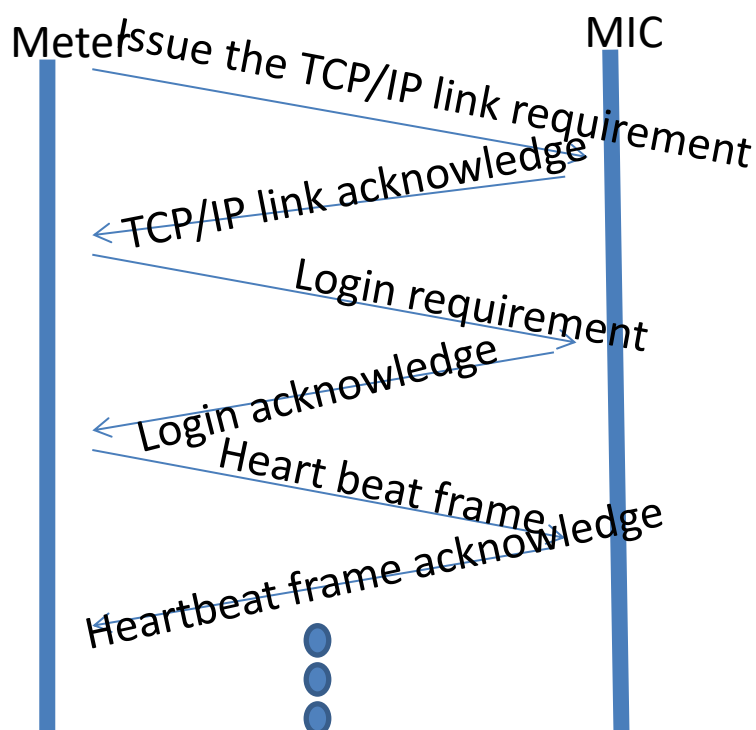 Meter
MIC
Issue the TCP/IP link requirement
TCP/IP link acknowledge
Login requirement
Login acknowledge
Heart beat frame
Heartbeat frame acknowledge